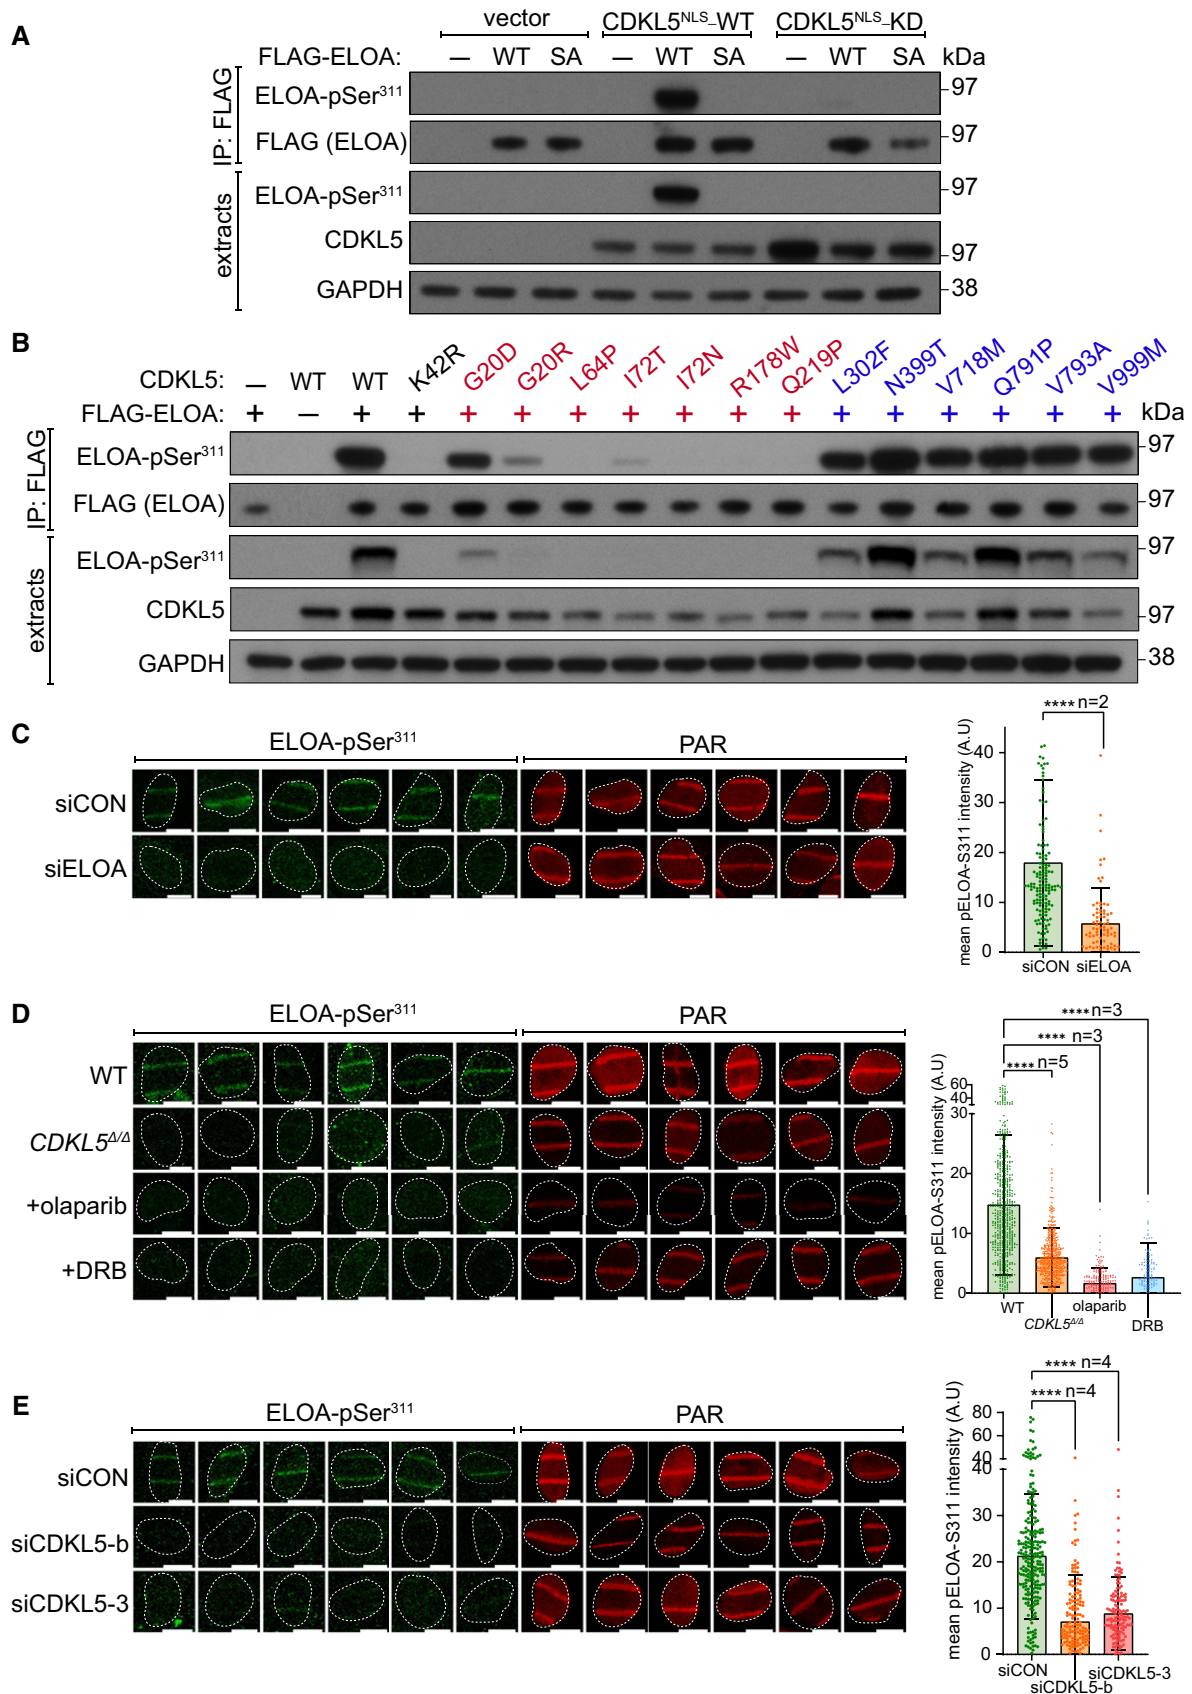 A
vector
CDKL5NLS_WT
CDKL5NLS_KD
FLAG-ELOA: — WT SA — WT SA — WT SA kDa
IP: FLAG
ELOA-pSer311
97
FLAG (ELOA)
97
extracts
ELOA-pSer311
97
CDKL5
97
GAPDH
38
B
CDKL5: — WT WT K42R G20D G20R L64P I72T I72N R178W Q219P L302F N399T V718M Q791P V793A V999M
FLAG-ELOA: + — + + + + + + + + + + + + + + + kDa
IP: FLAG
ELOA-pSer311
97
FLAG (ELOA)
97
extracts
ELOA-pSer311
97
CDKL5
97
GAPDH
38
C
ELOA-pSer311
PAR
siCON
siELOA
**** n=2
mean pELOA-S311 intensity (A.U)
40
30
20
10
0
siCON siELOA
D
ELOA-pSer311
PAR
WT
CDKL5Δ/Δ
+olaparib
+DRB
****n=3
**** n=3
**** n=5
mean pELOA-S311 intensity (A.U)
60
40
30
20
10
0
WT
CDKL5Δ/Δ
olaparib
DRB
E
ELOA-pSer311
PAR
siCON
siCDKL5-b
siCDKL5-3
**** n=4
**** n=4
mean pELOA-S311 intensity (A.U)
80
60
40
40
30
20
10
0
siCON
siCDKL5-b
siCDKL5-3